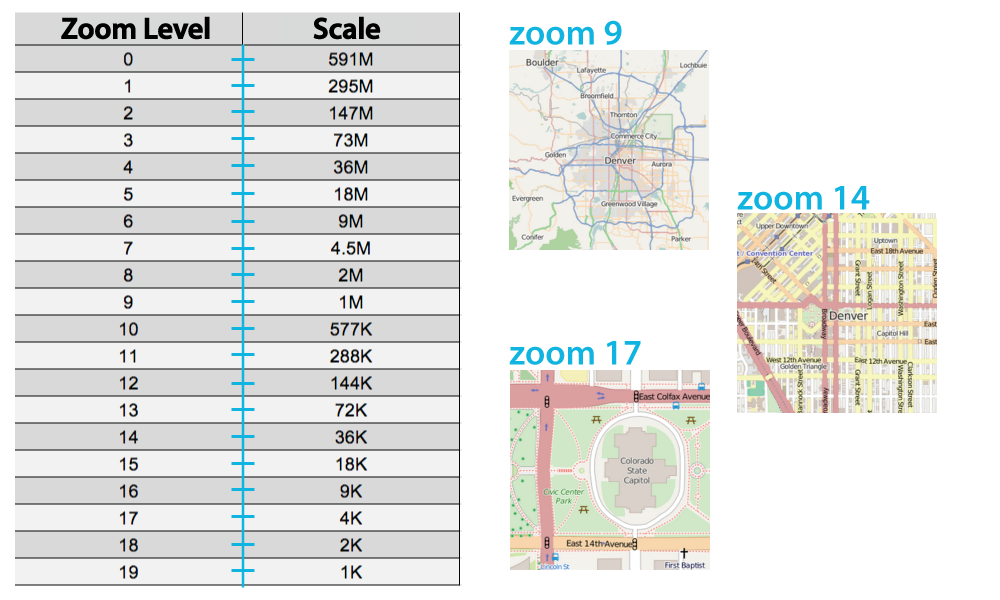 Zoom Level Scale
0 591M
1 295M
2 147M
3 73M
4 36M
5 18M
6 9M
7 4.5M
8 2M
9 1M
10 577K
11 288K
12 144K
13 72K
14 36K
15 18K
16 9K
17 4K
18 2K
19 1K
zoom 9
Boulder
Lafayette
Lochbuie
Broomfield
Thornton
Commerce City
Golden
Denver
Aurora
Evergreen
Greenwood Village
Conifer
Parker
zoom 14
Upper Downtown
Uptown
East 18th Avenue
Convention Center
Grant Street
Logan Street
Washington Street
Broadway
Denver
Capitol Hill
East
East
West 12th Avenue
East 12th Avenue
Golden Triangle
Grant Street
Washington Stre
Clarkson Street
zoom 17
East Colfax Avenue
Colorado
State
Capitol
Civic Center
Park
East 14th Avenue
Lincoln St
First Baptist